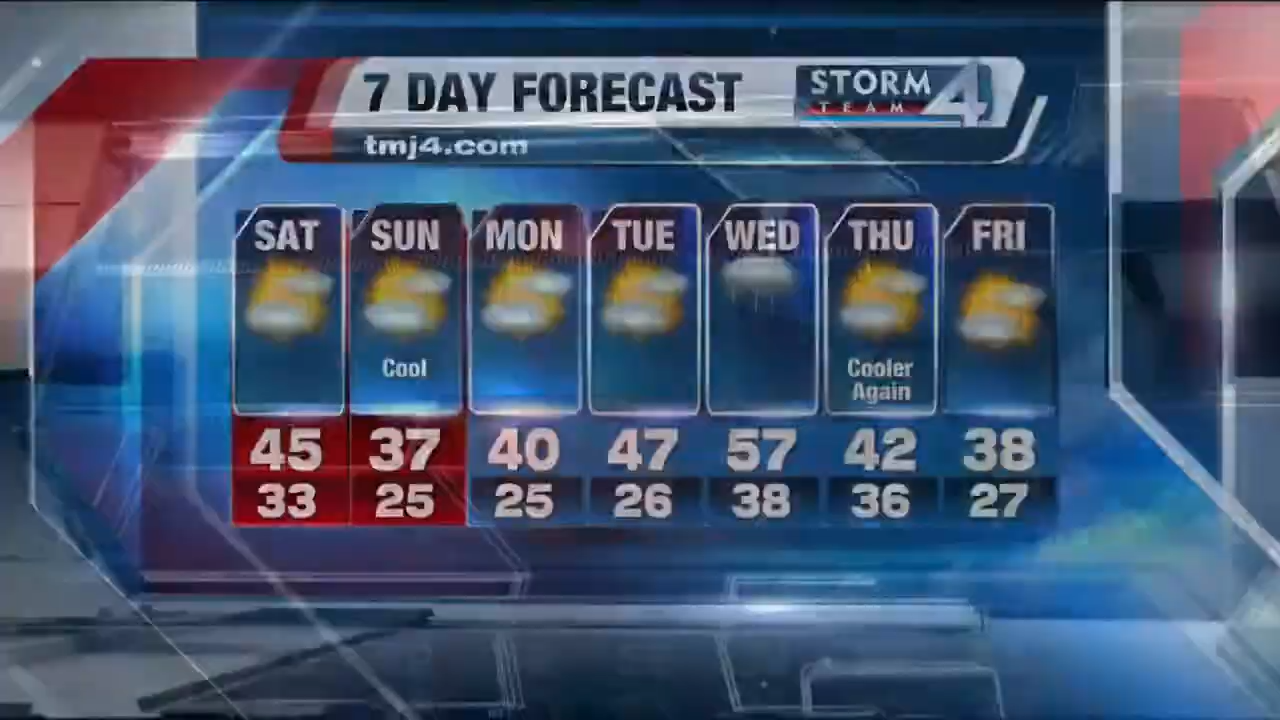 7 DAY FORECAST
STORM
TEAM 4
tmj4.com
SAT SUN MON TUE WED THU FRI
Cool
Cooler
Again
45 37 40 47 57 42 38
33 25 25 26 38 36 27